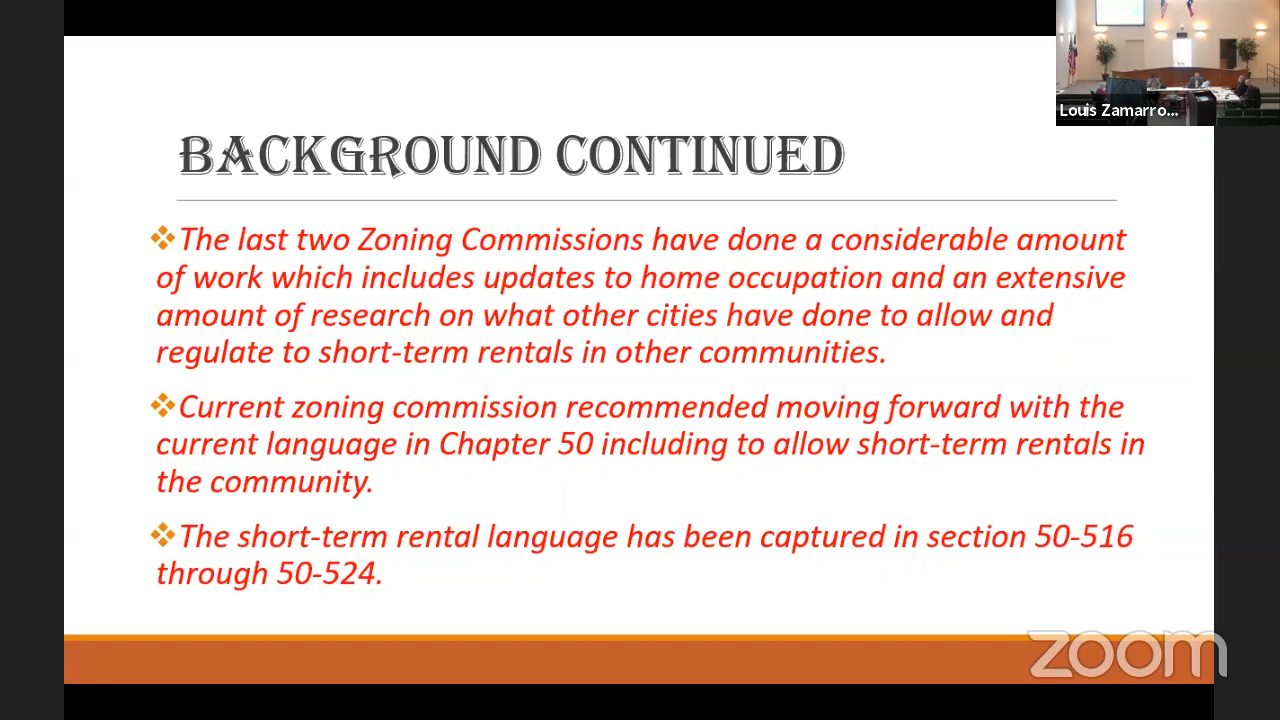 Louis Zamarro...
BACKGROUND CONTINUED
The last two Zoning Commissions have done a considerable amount
of work which includes updates to home occupation and an extensive
amount of research on what other cities have done to allow and
regulate to short-term rentals in other communities.
Current zoning commission recommended moving forward with the
current language in Chapter 50 including to allow short-term rentals in
the community.
The short-term rental language has been captured in section 50-516
through 50-524.
zoom